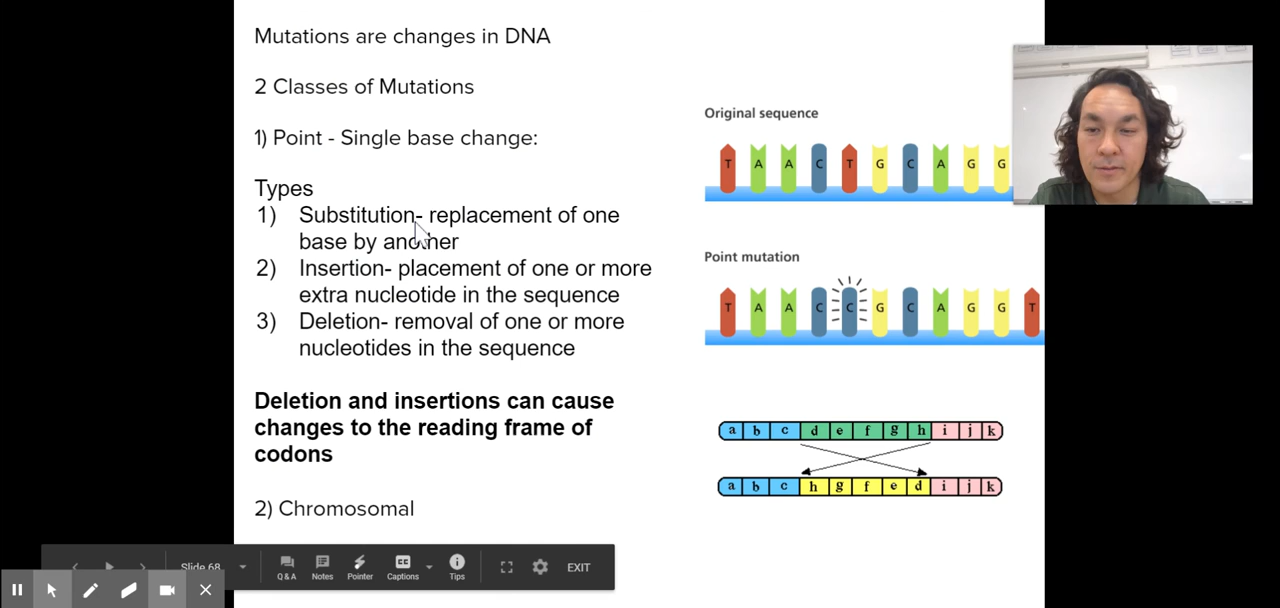 Mutations are changes in DNA
2 Classes of Mutations
1) Point - Single base change:
Types
1) Substitution- replacement of one
base by another
2) Insertion- placement of one or more
extra nucleotide in the sequence
3) Deletion- removal of one or more
nucleotides in the sequence
Deletion and insertions can cause
changes to the reading frame of
codons
2) Chromosomal
Original sequence
T A A C T G C A G G
Point mutation
T A A C C G C A G G T
a b c d e f g h i j k
a b c h g f e d i j k
Slide 68
Q & A Notes Pointer Captions Tips EXIT